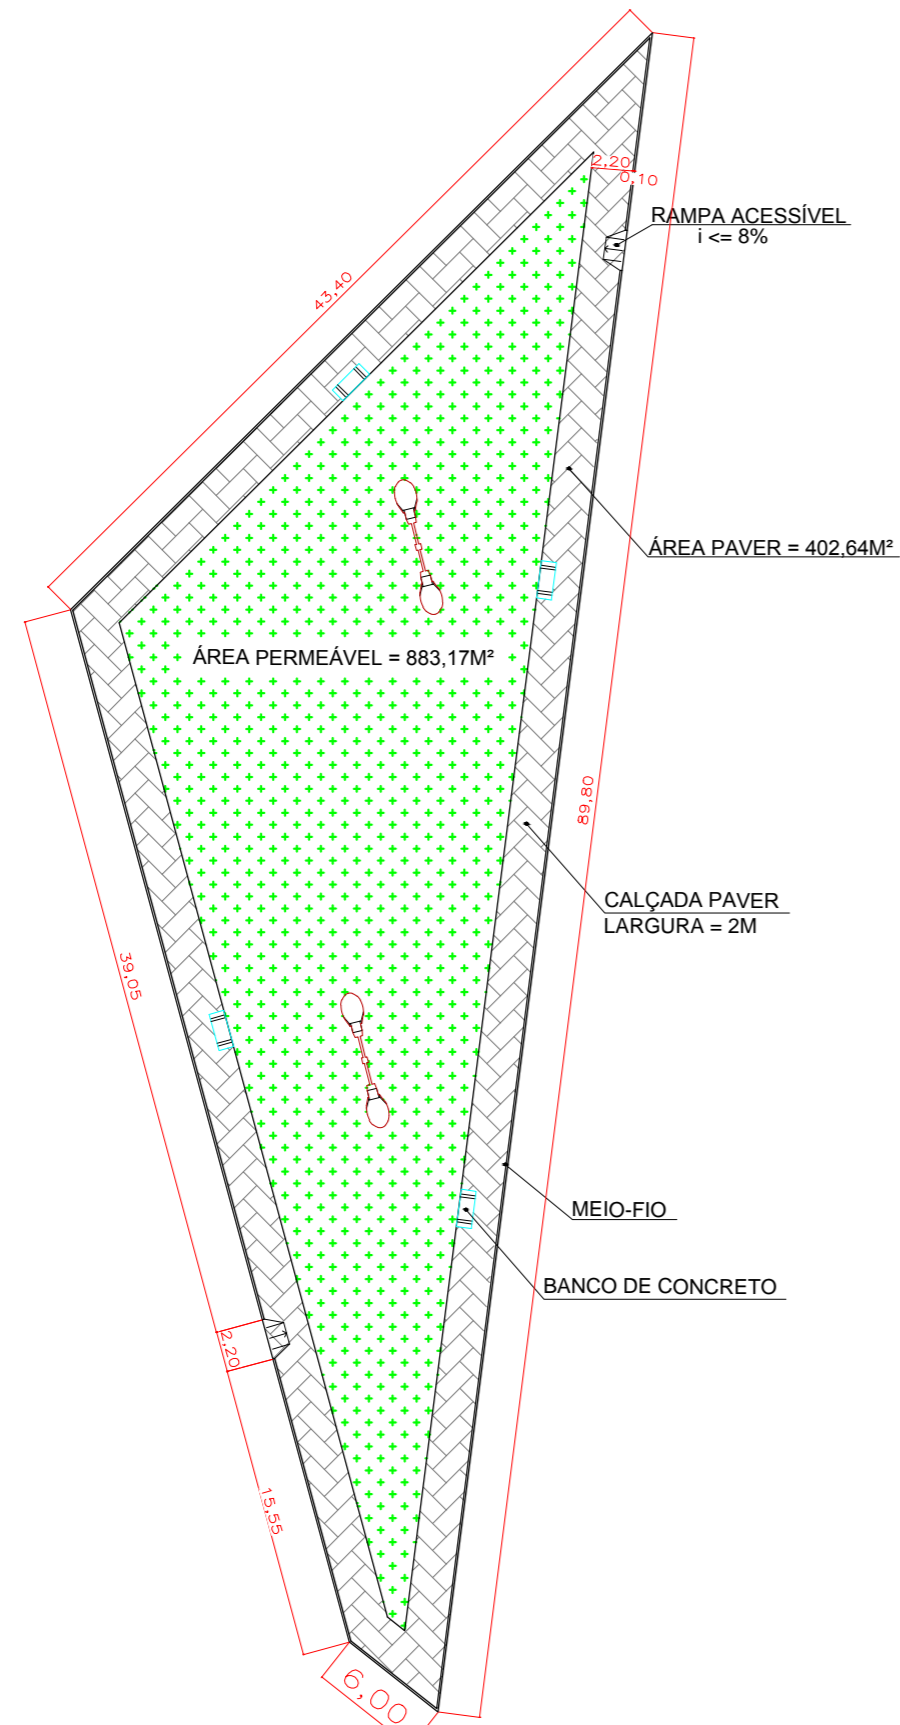 2,20
0,10
RAMPA ACESSÍVEL
i <= 8%
43,40
ÁREA PAVER = 402,64M²
ÁREA PERMEÁVEL = 883,17M²
89,80
CALÇADA PAVER
LARGURA = 2M
39,05
MEIO-FIO
BANCO DE CONCRETO
2,20
15,55
6,00